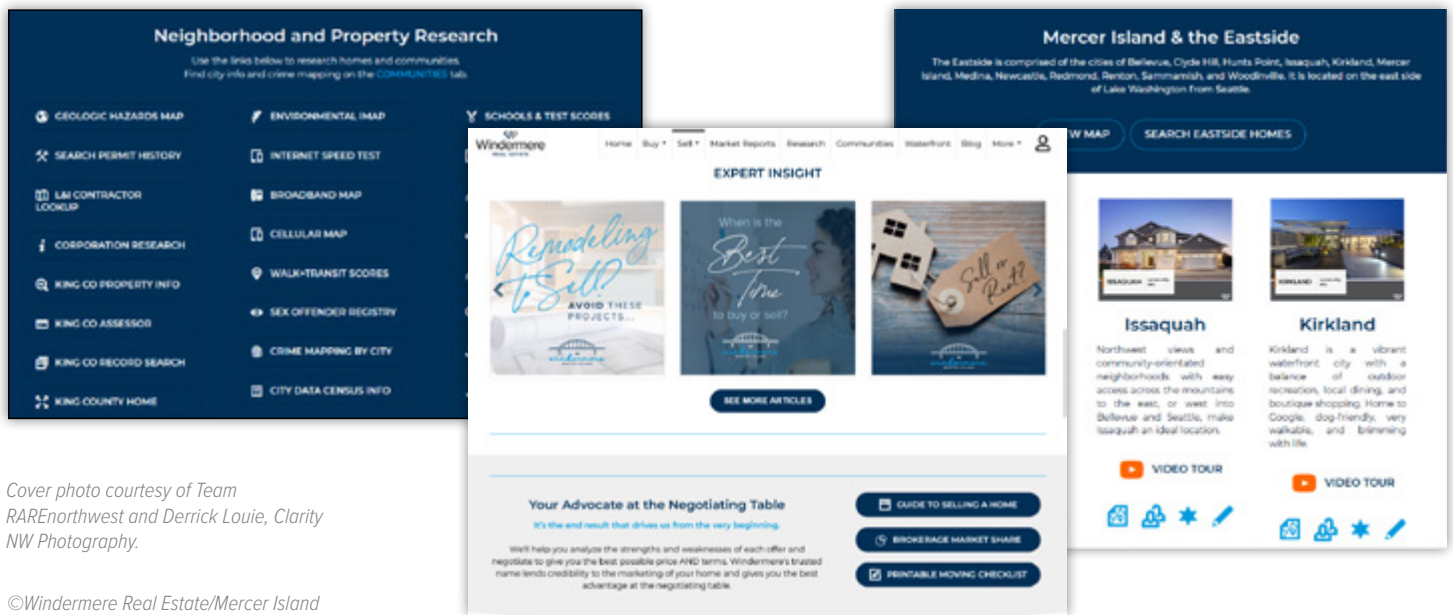 Neighborhood and Property Research
Use the links below to research homes and communities.
Find city info and crime mapping on the COMMUNITIES tab.
GEOLOGIC HAZARDS MAP
SEARCH PERMIT HISTORY
L&I CONTRACTOR
LOOKUP
CORPORATION RESEARCH
KING CO PROPERTY INFO
KING CO ASSESSOR
KING CO RECORD SEARCH
KING COUNTY HOME
ENVIRONMENTAL IMAP
INTERNET SPEED TEST
BROADBAND MAP
CELLULAR MAP
WALK+TRANSIT SCORES
SEX OFFENDER REGISTRY
CRIME MAPPING BY CITY
CITY DATA CENSUS INFO
SCHOOLS & TEST SCORES
Windermere
REAL ESTATE
Home Buy Sell Market Reports Research Communities Waterfront Blog More
EXPERT INSIGHT
Remodeling
to Sell?
AVOID THESE
PROJECTS...
windermere
When is the
Best
Time
to buy or sell?
windermere
Sell or
Rent?
windermere
SEE MORE ARTICLES
Your Advocate at the Negotiating Table
It's the end result that drives us from the very beginning.
We'll help you analyze the strengths and weaknesses of each offer and
negotiate to give you the best possible price AND terms. Windermere's trusted
name lends credibility to the marketing of your home and gives you the best
advantage at the negotiating table.
GUIDE TO SELLING A HOME
BROKERAGE MARKET SHARE
PRINTABLE MOVING CHECKLIST
Mercer Island & the Eastside
The Eastside is comprised of the cities of Bellevue, Clyde Hill, Hunts Point, Issaquah, Kirkland, Mercer
Island, Medina, Newcastle, Redmond, Renton, Sammamish, and Woodinville. It is located on the east side
of Lake Washington from Seattle.
EW MAP
SEARCH EASTSIDE HOMES
ISSAQUAH
Issaquah
Northwest views and
community-orientated
neighborhoods with easy
access across the mountains
to the east, or west into
Bellevue and Seattle, make
Issaquah an ideal location.
VIDEO TOUR
KIRKLAND
Kirkland
Kirkland is a vibrant
waterfront city with a
balance of outdoor
recreation, local dining, and
boutique shopping. Home to
Google, dog-friendly, very
walkable, and brimming
with life.
VIDEO TOUR
Cover photo courtesy of Team
RAREnorthwest and Derrick Louie, Clarity
NW Photography.
©Windermere Real Estate/Mercer Island